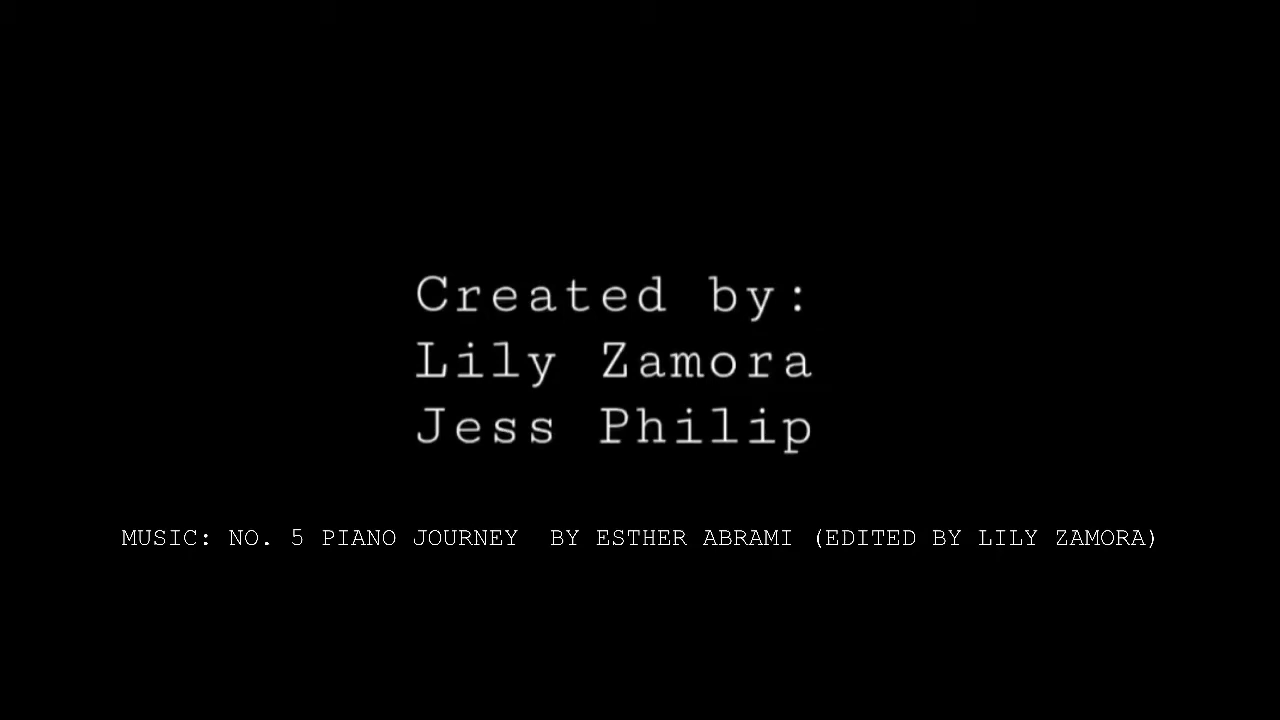 Created by:
Lily Zamora
Jess Philip
MUSIC: NO. 5 PIANO JOURNEY  BY ESTHER ABRAMI (EDITED BY LILY ZAMORA)